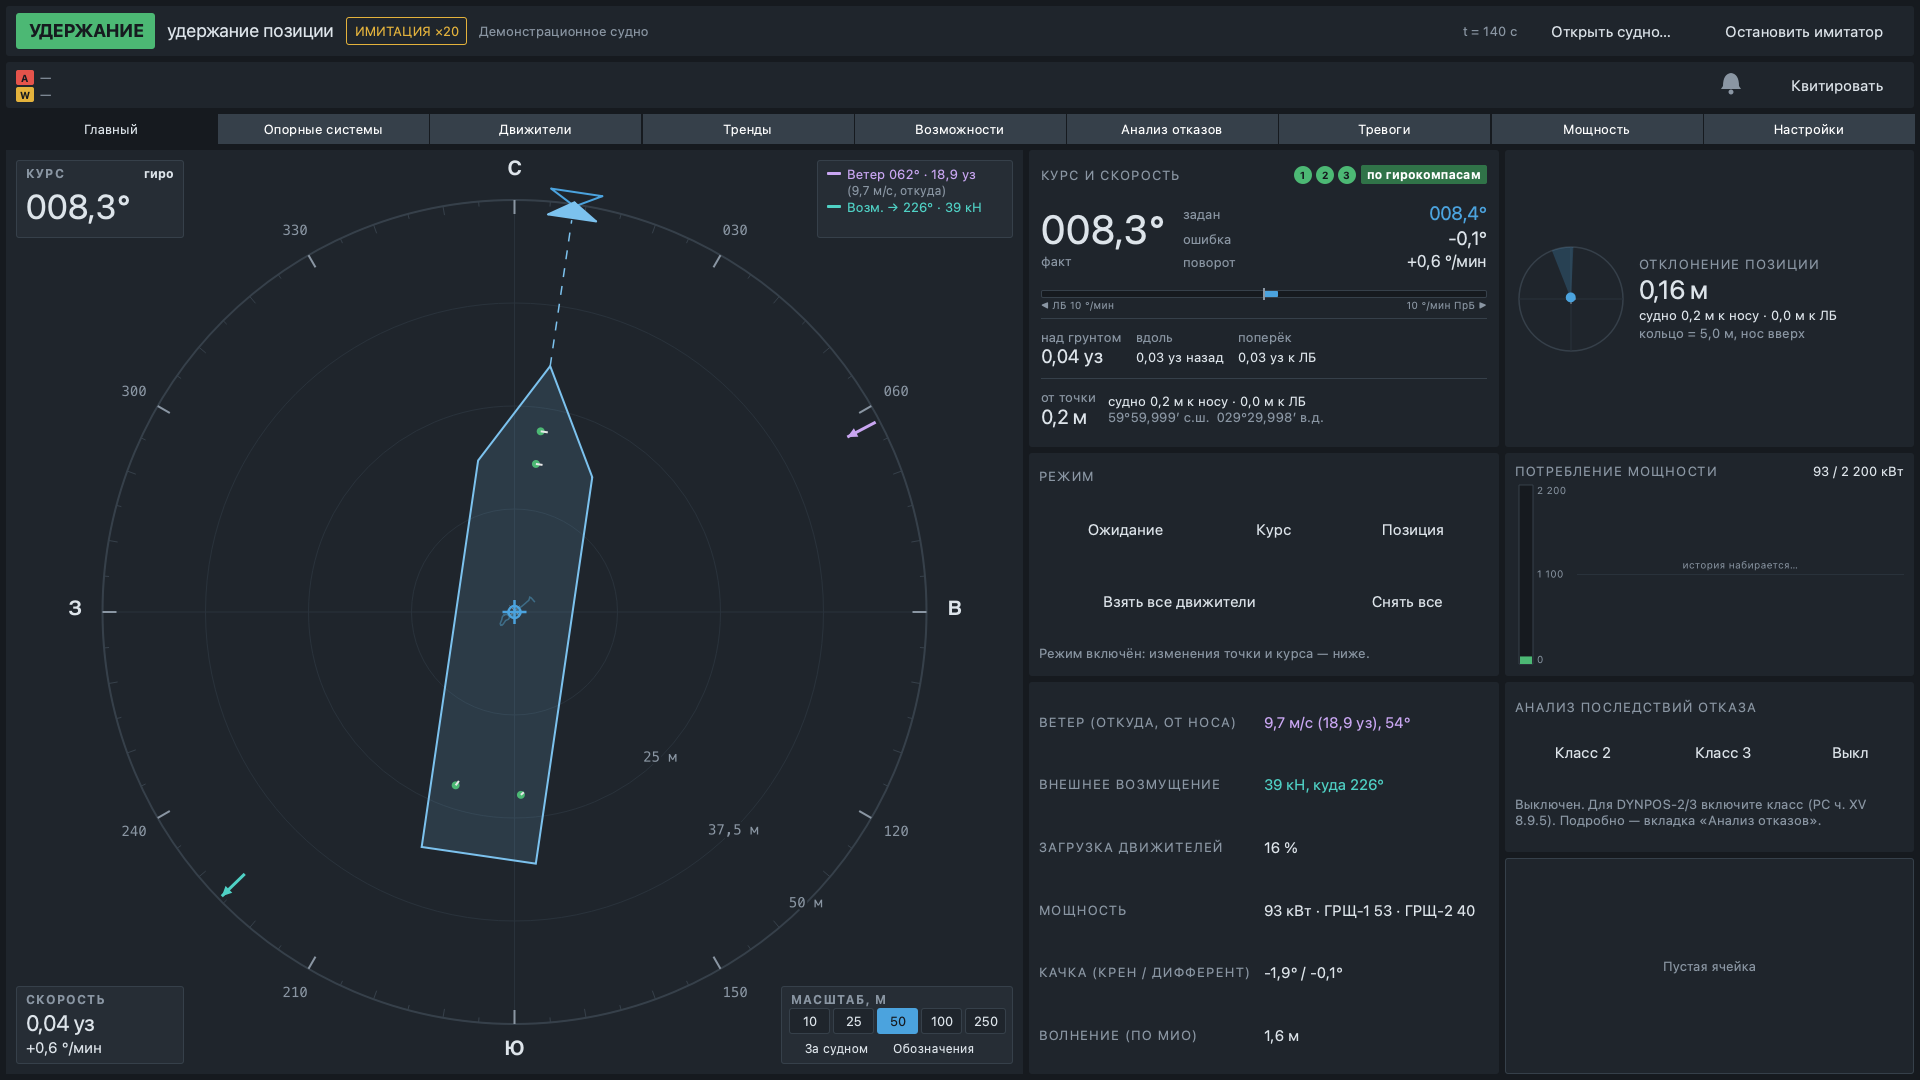 УДЕРЖАНИЕ удержание позиции ИМИТАЦИЯ ×20 Демонстрационное судно t = 140 с Открыть судно... Остановить имитатор
A —
W —
Квитировать
Главный Опорные системы Движители Тренды Возможности Анализ отказов Тревоги Мощность Настройки
КУРС гиро
008,3°
С
Ветер 062° · 18,9 уз
(9,7 м/с, откуда)
Возм. → 226° · 39 кН
330 030
300 060
З В
240 120
210 150
Ю
25 м
37,5 м
50 м
СКОРОСТЬ
0,04 уз
+0,6 °/мин
МАСШТАБ, М
10 25 50 100 250
За судном Обозначения
КУРС И СКОРОСТЬ 1 2 3 по гирокомпасам
008,3°
факт
задан 008,4°
ошибка -0,1°
поворот +0,6 °/мин
◄ ЛБ 10 °/мин 10 °/мин ПрБ ►
над грунтом вдоль поперёк
0,04 уз 0,03 уз назад 0,03 уз к ЛБ
от точки судно 0,2 м к носу · 0,0 м к ЛБ
0,2 м 59°59,999′ с.ш. 029°29,998′ в.д.
ОТКЛОНЕНИЕ ПОЗИЦИИ
0,16 м
судно 0,2 м к носу · 0,0 м к ЛБ
кольцо = 5,0 м, нос вверх
РЕЖИМ
Ожидание Курс Позиция
Взять все движители Снять все
Режим включён: изменения точки и курса — ниже.
ПОТРЕБЛЕНИЕ МОЩНОСТИ 93 / 2 200 кВт
2 200
1 100
0
история набирается...
ВЕТЕР (ОТКУДА, ОТ НОСА) 9,7 м/с (18,9 уз), 54°
ВНЕШНЕЕ ВОЗМУЩЕНИЕ 39 кН, куда 226°
ЗАГРУЗКА ДВИЖИТЕЛЕЙ 16 %
МОЩНОСТЬ 93 кВт · ГРЩ-1 53 · ГРЩ-2 40
КАЧКА (КРЕН / ДИФФЕРЕНТ) -1,9° / -0,1°
ВОЛНЕНИЕ (ПО МИО) 1,6 м
АНАЛИЗ ПОСЛЕДСТВИЙ ОТКАЗА
Класс 2 Класс 3 Выкл
Выключен. Для DYNPOS-2/3 включите класс (РС ч. XV
8.9.5). Подробно — вкладка «Анализ отказов».
Пустая ячейка